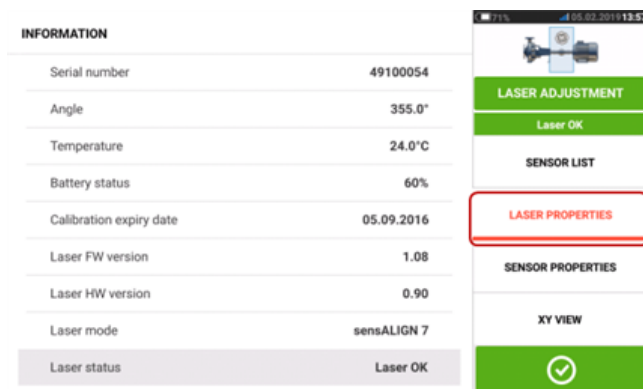 INFORMATION
Serial number 49100054
Angle 355.0°
Temperature 24.0°C
Battery status 60%
Calibration expiry date 05.09.2016
Laser FW version 1.08
Laser HW version 0.90
Laser mode sensALIGN 7
Laser status Laser OK
71% 05.02.2019 13:57
LASER ADJUSTMENT
Laser OK
SENSOR LIST
LASER PROPERTIES
SENSOR PROPERTIES
XY VIEW